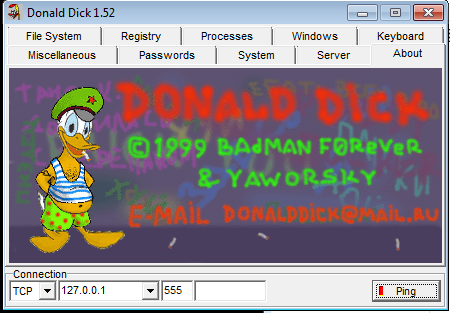 Donald Dick 1.52
File System Registry Processes Windows Keyboard
Miscellaneous Passwords System Server About
DONALD DICK
©1999 BAdMAN F0ReVeR
& YAWORSKY
E-MAIL DONALDDICK@MAIL.RU
Connection
TCP 127.0.0.1 555 Ping